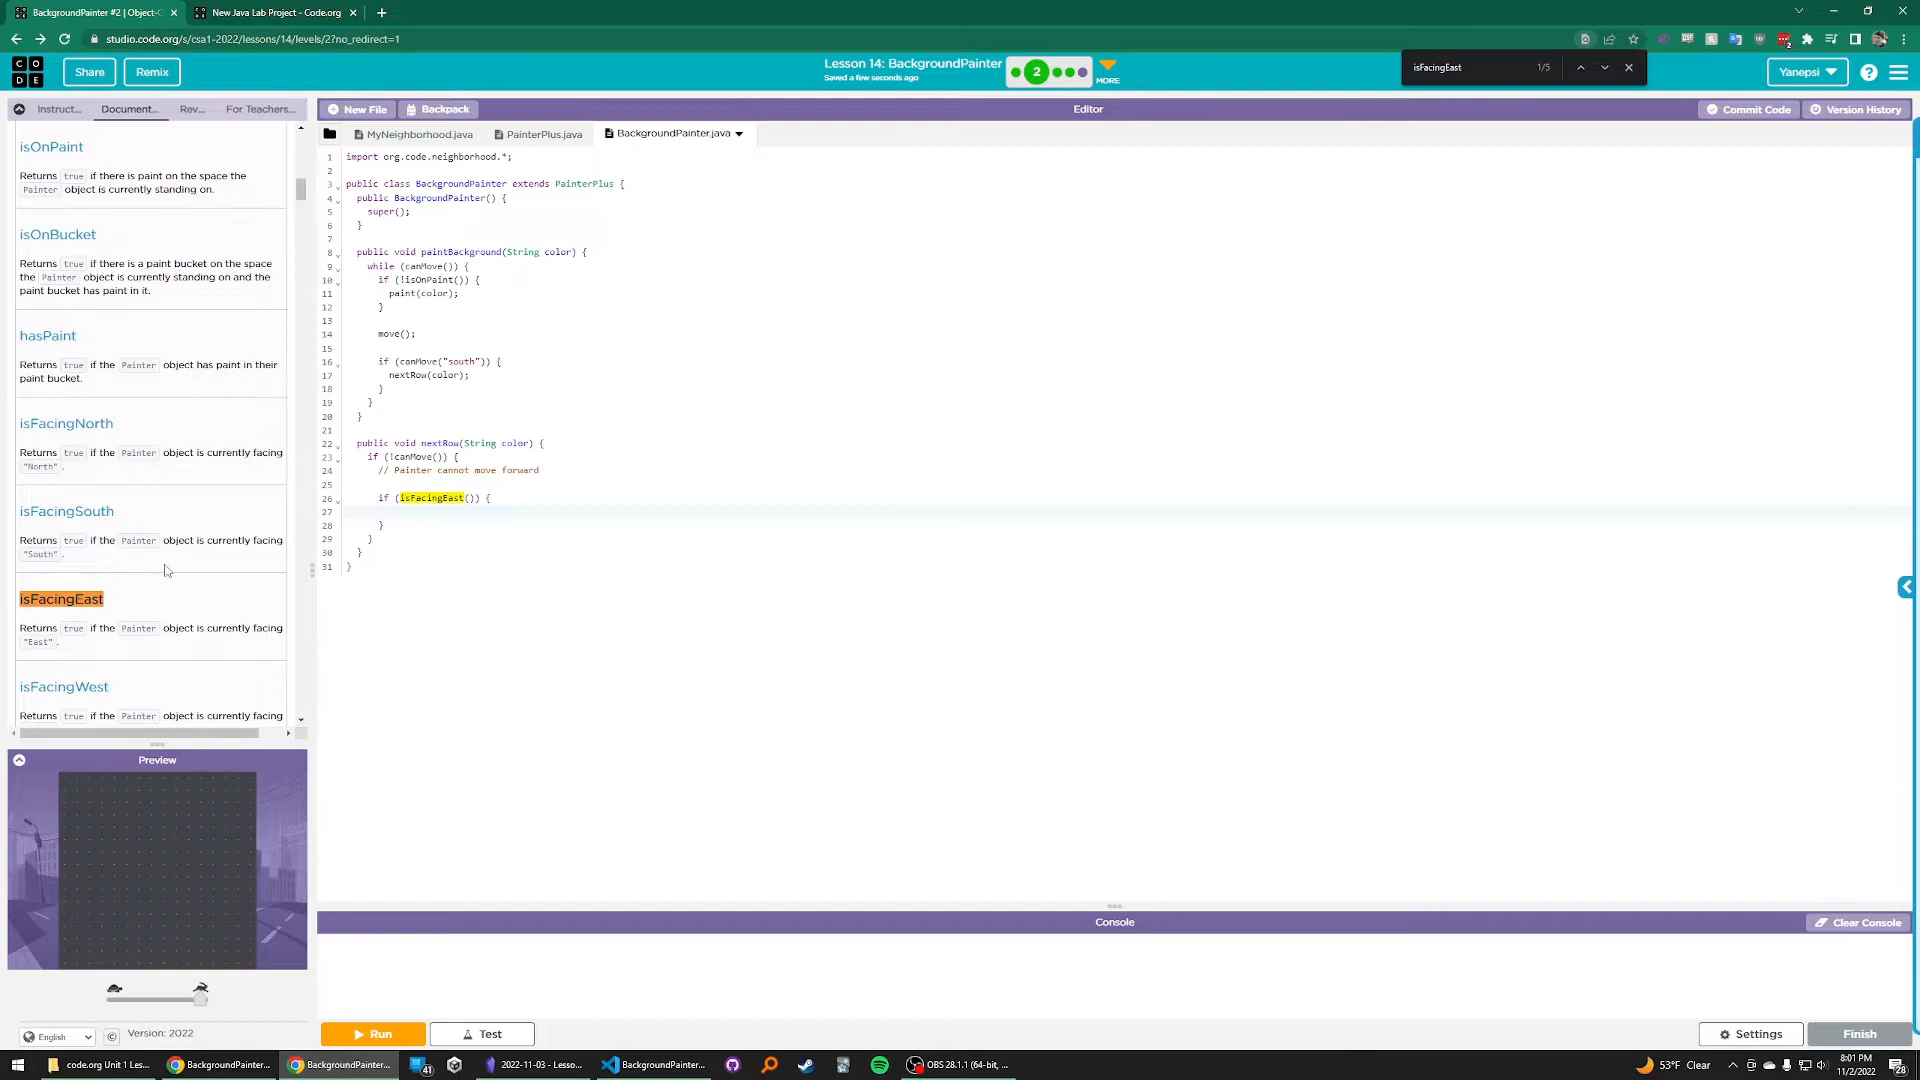 BackgroundPainter #2 | Object-O
New Java Lab Project - Code.org
studio.code.org/s/csa1-2022/lessons/14/levels/2?no_redirect=1
C O
D E
Share
Remix
Lesson 14: BackgroundPainter
Saved a few seconds ago
2
MORE
isFacingEast
1/5
Yanepsi
Instruct...
Document...
Rev...
For Teachers...
New File
Backpack
Editor
Commit Code
Version History
MyNeighborhood.java
PainterPlus.java
BackgroundPainter.java
isOnPaint
Returns true if there is paint on the space the
Painter object is currently standing on.
isOnBucket
Returns true if there is a paint bucket on the space
the Painter object is currently standing on and the
paint bucket has paint in it.
hasPaint
Returns true if the Painter object has paint in their
paint bucket.
isFacingNorth
Returns true if the Painter object is currently facing
"North".
isFacingSouth
Returns true if the Painter object is currently facing
"South".
isFacingEast
Returns true if the Painter object is currently facing
"East".
isFacingWest
Returns true if the Painter object is currently facing
1 import org.code.neighborhood.*;
2
3 public class BackgroundPainter extends PainterPlus {
4 public BackgroundPainter() {
5 super();
6 }
7
8 public void paintBackground(String color) {
9 while (canMove()) {
10 if (!isOnPaint()) {
11 paint(color);
12 }
13
14 move();
15
16 if (canMove("south")) {
17 nextRow(color);
18 }
19 }
20 }
21
22 public void nextRow(String color) {
23 if (!canMove()) {
24 // Painter cannot move forward
25
26 if (isFacingEast()) {
27
28 }
29 }
30 }
31 }
Preview
Console
Clear Console
English
Version: 2022
Run
Test
Settings
Finish
code.org Unit 1 Les...
BackgroundPainter...
BackgroundPainter...
41
2022-11-03 - Lesso...
BackgroundPainter...
OBS 28.1.1 (64-bit, ...
53°F Clear
8:01 PM
11/2/2022
28